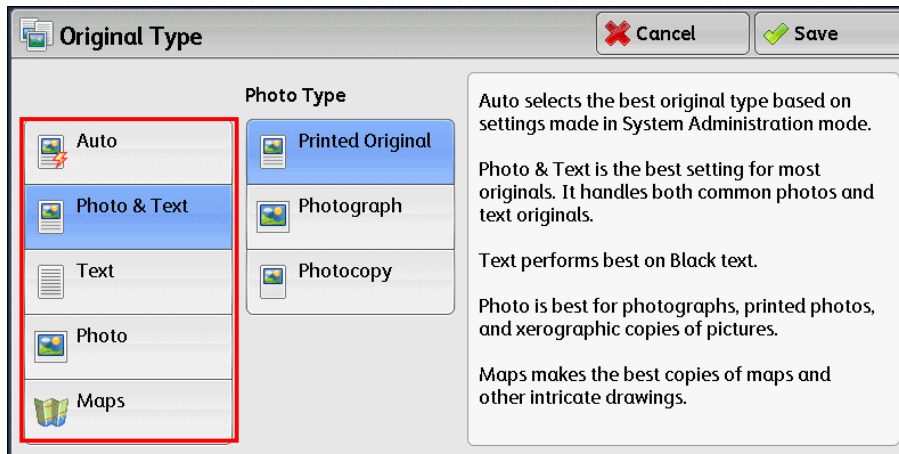 Original Type
Cancel
Save
Photo Type
Auto
Photo & Text
Text
Photo
Maps
Printed Original
Photograph
Photocopy
Auto selects the best original type based on
settings made in System Administration mode.
Photo & Text is the best setting for most
originals. It handles both common photos and
text originals.
Text performs best on Black text.
Photo is best for photographs, printed photos,
and xerographic copies of pictures.
Maps makes the best copies of maps and
other intricate drawings.